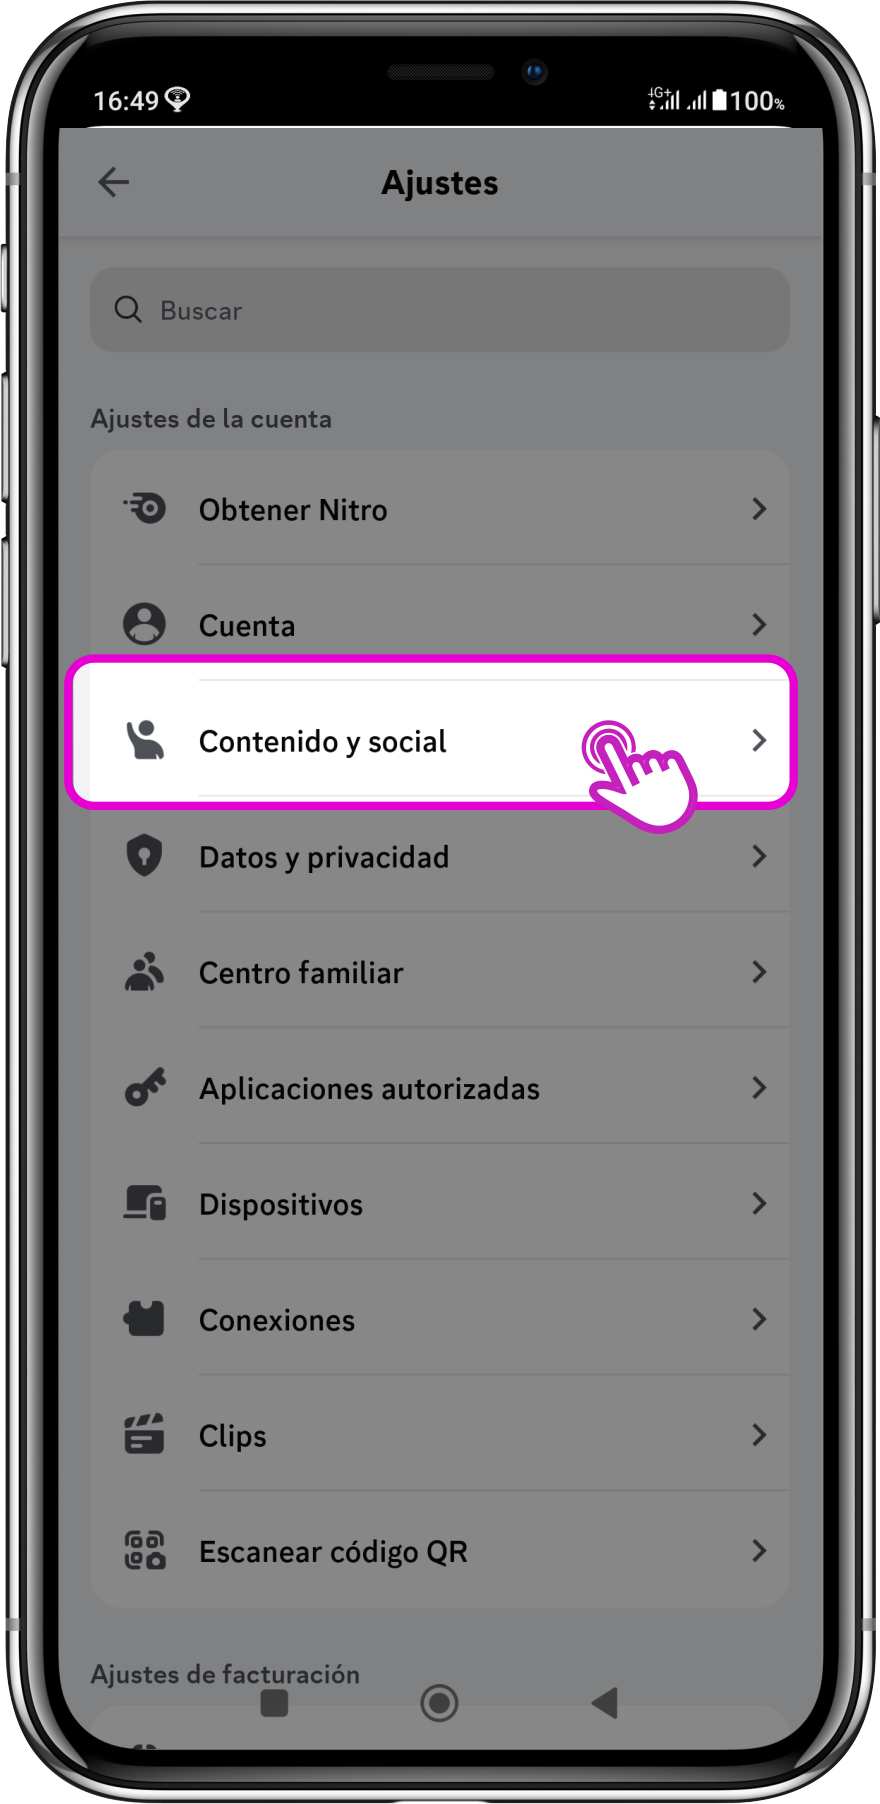 16:49
4G+ 100%
Ajustes
Buscar
Ajustes de la cuenta
Obtener Nitro
Cuenta
Contenido y social
Datos y privacidad
Centro familiar
Aplicaciones autorizadas
Dispositivos
Conexiones
Clips
Escanear código QR
Ajustes de facturación